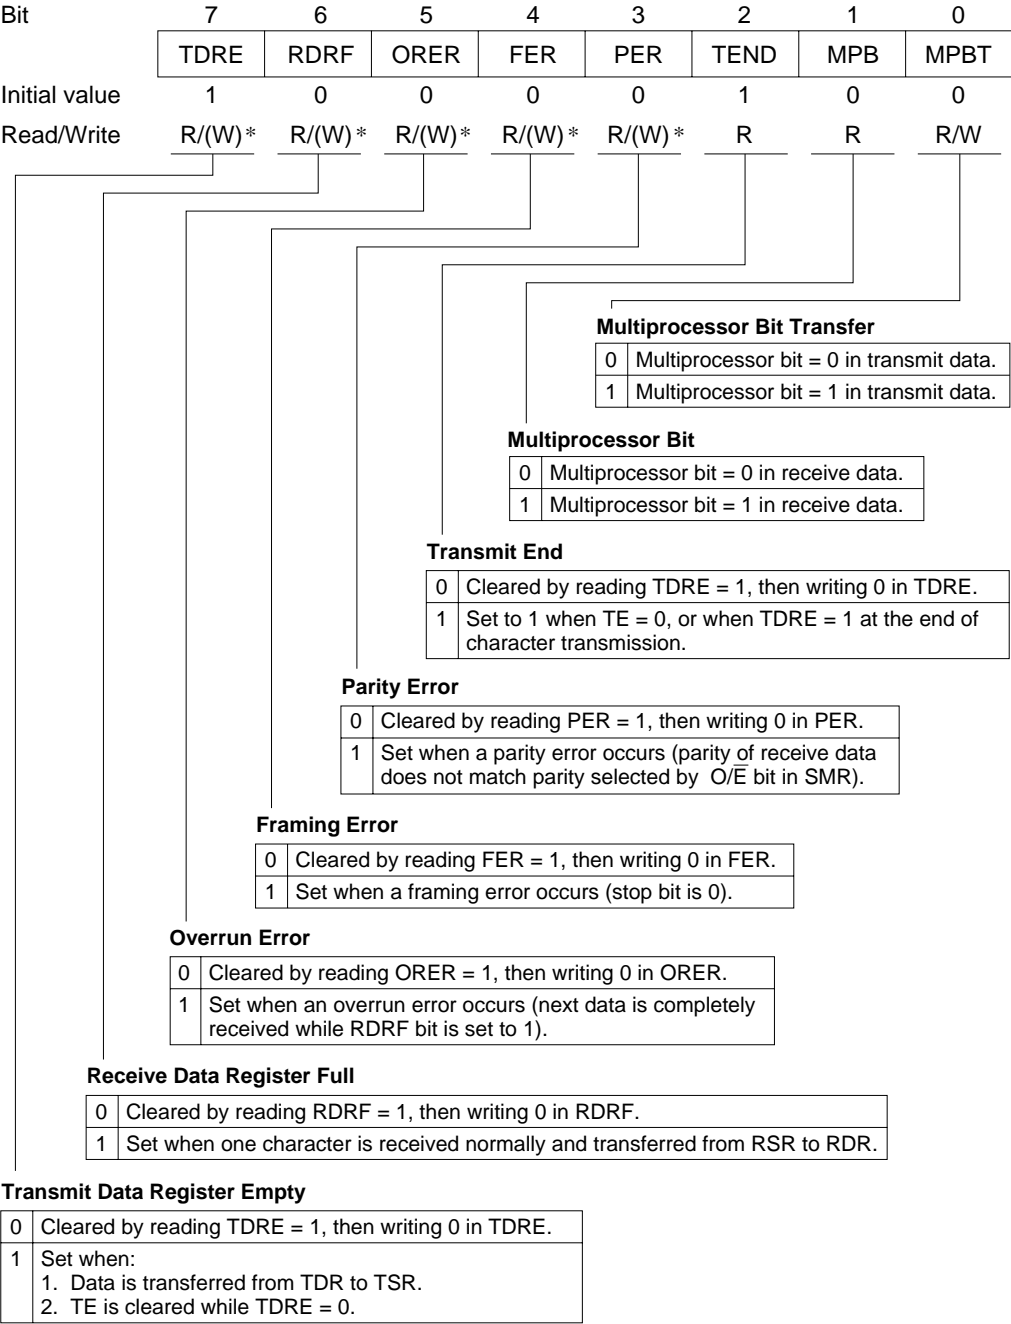 Bit 7 6 5 4 3 2 1 0
TDRE RDRF ORER FER PER TEND MPB MPBT
Initial value 1 0 0 0 0 1 0 0
Read/Write R/(W)* R/(W)* R/(W)* R/(W)* R/(W)* R R R/W
Multiprocessor Bit Transfer
0 Multiprocessor bit = 0 in transmit data.
1 Multiprocessor bit = 1 in transmit data.
Multiprocessor Bit
0 Multiprocessor bit = 0 in receive data.
1 Multiprocessor bit = 1 in receive data.
Transmit End
0 Cleared by reading TDRE = 1, then writing 0 in TDRE.
1 Set to 1 when TE = 0, or when TDRE = 1 at the end of
character transmission.
Parity Error
0 Cleared by reading PER = 1, then writing 0 in PER.
1 Set when a parity error occurs (parity of receive data
does not match parity selected by O/E̅ bit in SMR).
Framing Error
0 Cleared by reading FER = 1, then writing 0 in FER.
1 Set when a framing error occurs (stop bit is 0).
Overrun Error
0 Cleared by reading ORER = 1, then writing 0 in ORER.
1 Set when an overrun error occurs (next data is completely
received while RDRF bit is set to 1).
Receive Data Register Full
0 Cleared by reading RDRF = 1, then writing 0 in RDRF.
1 Set when one character is received normally and transferred from RSR to RDR.
Transmit Data Register Empty
0 Cleared by reading TDRE = 1, then writing 0 in TDRE.
1 Set when:
1. Data is transferred from TDR to TSR.
2. TE is cleared while TDRE = 0.